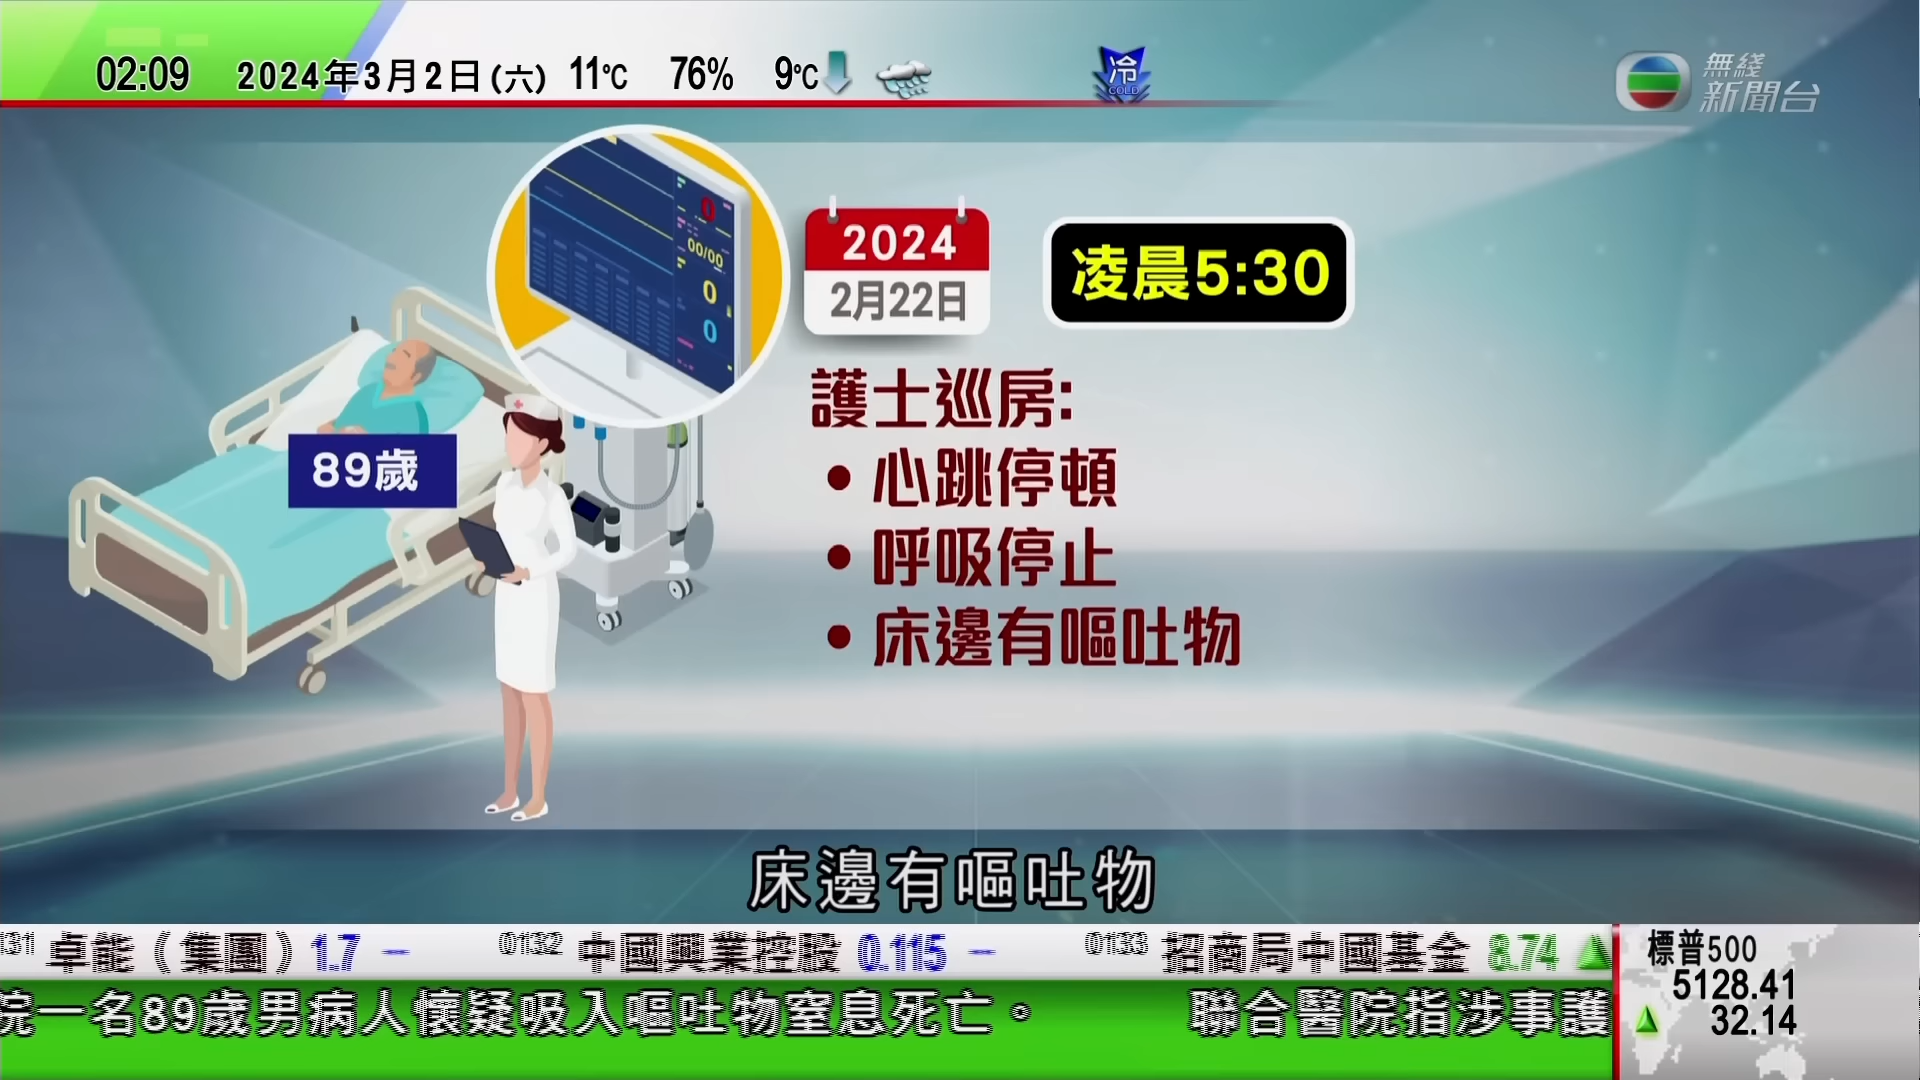 02:09 2024年3月2日(六) 11℃ 76% 9℃
冷
COLD
無綫
新聞台
0
00/00
0
0
2024
2月22日
凌晨5:30
89歲
護士巡房:
• 心跳停頓
• 呼吸停止
• 床邊有嘔吐物
床邊有嘔吐物
131 卓能（集團）1.7 – 0132 中國興業控股 0.115 – 0133 招商局中國基金 8.74 ▲
院一名89歲男病人懷疑吸入嘔吐物窒息死亡。 聯合醫院指涉事護
標普500
5128.41
▲ 32.14